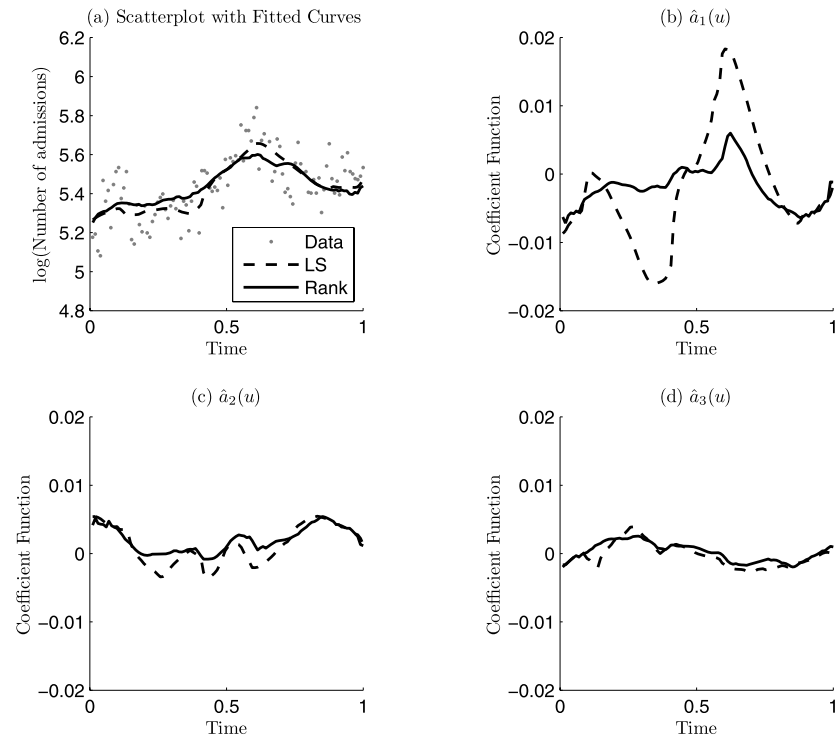 (a) Scatterplot with Fitted Curves
6.2
6
5.8
5.6
5.4
5.2
5
4.8
log(Number of admissions)
Data
LS
Rank
0
0.5
1
Time
(b) â₁(u)
0.02
0.01
0
−0.01
−0.02
Coefficient Function
0
0.5
1
Time
(c) â₂(u)
0.02
0.01
0
−0.01
−0.02
Coefficient Function
0
0.5
1
Time
(d) â₃(u)
0.02
0.01
0
−0.01
−0.02
Coefficient Function
0
0.5
1
Time